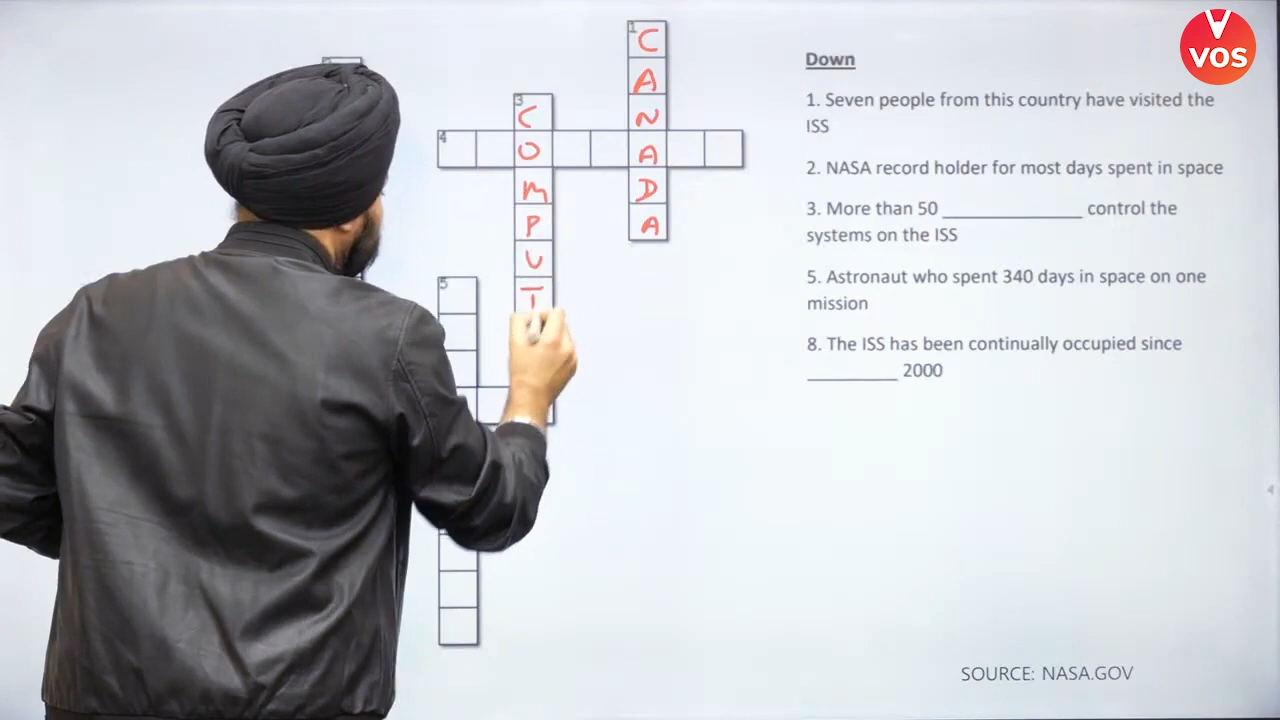 VOS
1
C
A
N
A
D
A
3
C
O
M
P
U
T
4
5
Down
1. Seven people from this country have visited the
ISS
2. NASA record holder for most days spent in space
3. More than 50 ______________ control the
systems on the ISS
5. Astronaut who spent 340 days in space on one
mission
8. The ISS has been continually occupied since
_________ 2000
SOURCE: NASA.GOV